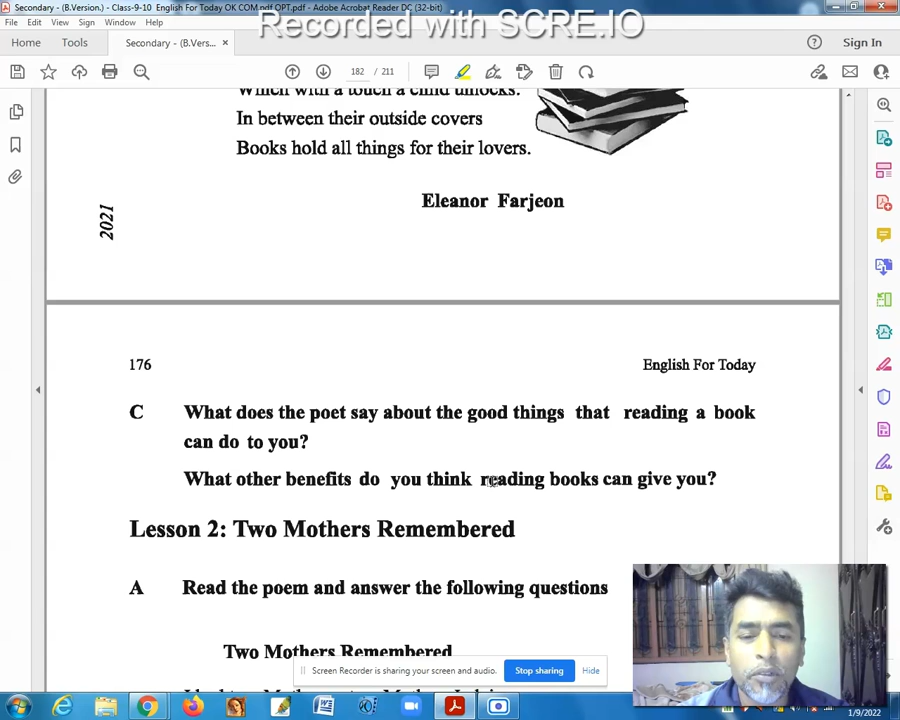 Secondary - (B.Version.) Class-9-10 English For Today OK COM.pdf OPT.pdf - Adobe Acrobat Reader DC (32-bit)
Recorded with SCRE.IO
File Edit View Sign Window Help
Home Tools Secondary - (B.Vers... × Sign In
182 / 211
Which with a touch a child unlocks.
In between their outside covers
Books hold all things for their lovers.
Eleanor Farjeon
2021
176 English For Today
C What does the poet say about the good things that reading a book
can do to you?
What other benefits do you think reading books can give you?
Lesson 2: Two Mothers Remembered
A Read the poem and answer the following questions
Two Mothers Remembered
Screen Recorder is sharing your screen and audio. Stop sharing Hide
1/9/2022